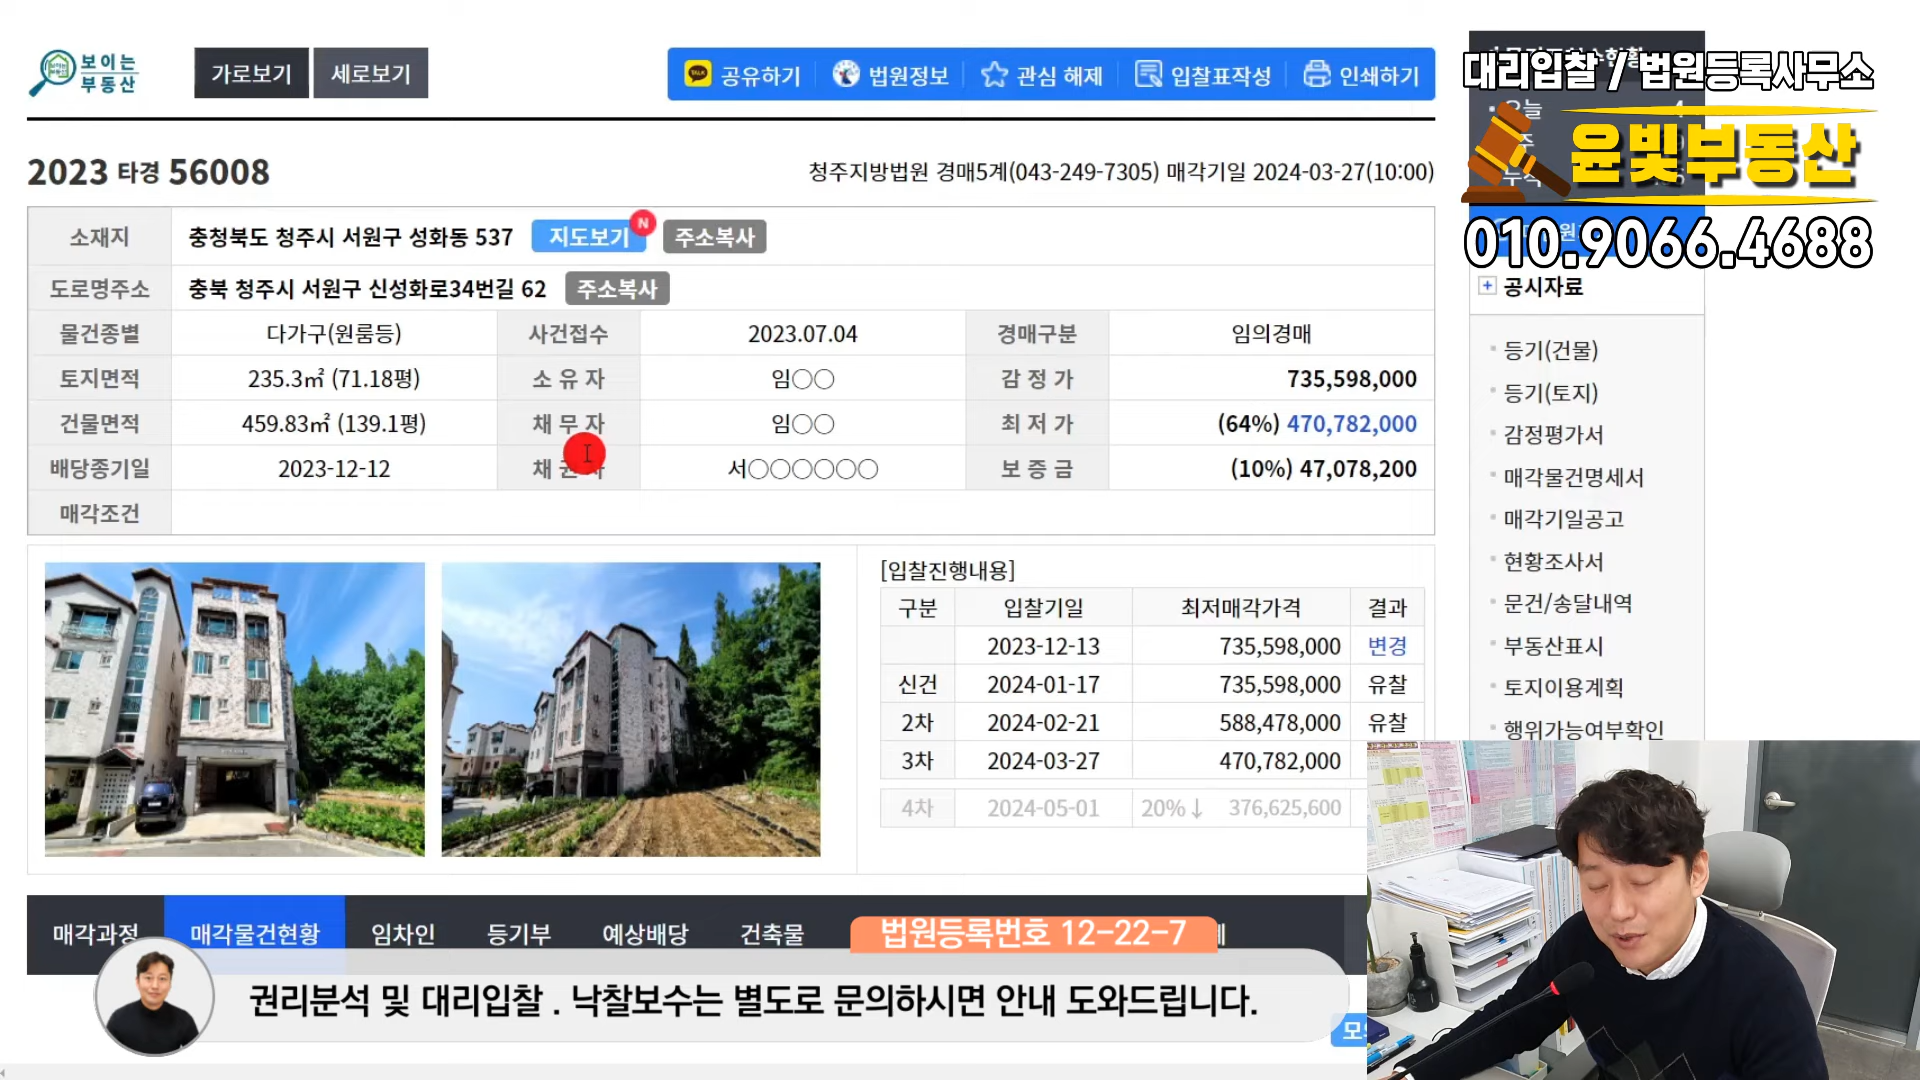 보이는
부동산
가로보기
세로보기
공유하기
법원정보
관심 해제
입찰표작성
인쇄하기
대리입찰 / 법원등록사무소
윤빛부동산
010.9066.4688
2023 타경 56008
청주지방법원 경매5계(043-249-7305) 매각기일 2024-03-27(10:00)
소재지 충청북도 청주시 서원구 성화동 537 지도보기 N 주소복사
도로명주소 충북 청주시 서원구 신성화로34번길 62 주소복사
물건종별 다가구(원룸등) 사건접수 2023.07.04 경매구분 임의경매
토지면적 235.3㎡ (71.18평) 소 유 자 임○○ 감 정 가 735,598,000
건물면적 459.83㎡ (139.1평) 채 무 자 임○○ 최 저 가 (64%) 470,782,000
배당종기일 2023-12-12 채 권 자 서○○○○○○ 보 증 금 (10%) 47,078,200
매각조건
[입찰진행내용]
구분 입찰기일 최저매각가격 결과
2023-12-13 735,598,000 변경
신건 2024-01-17 735,598,000 유찰
2차 2024-02-21 588,478,000 유찰
3차 2024-03-27 470,782,000
4차 2024-05-01 20%↓ 376,625,600
공시자료
등기(건물)
등기(토지)
감정평가서
매각물건명세서
매각기일공고
현황조사서
문건/송달내역
부동산표시
토지이용계획
행위가능여부확인
매각과정
매각물건현황
임차인
등기부
예상배당
건축물
법원등록번호 12-22-7
권리분석 및 대리입찰 . 낙찰보수는 별도로 문의하시면 안내 도와드립니다.